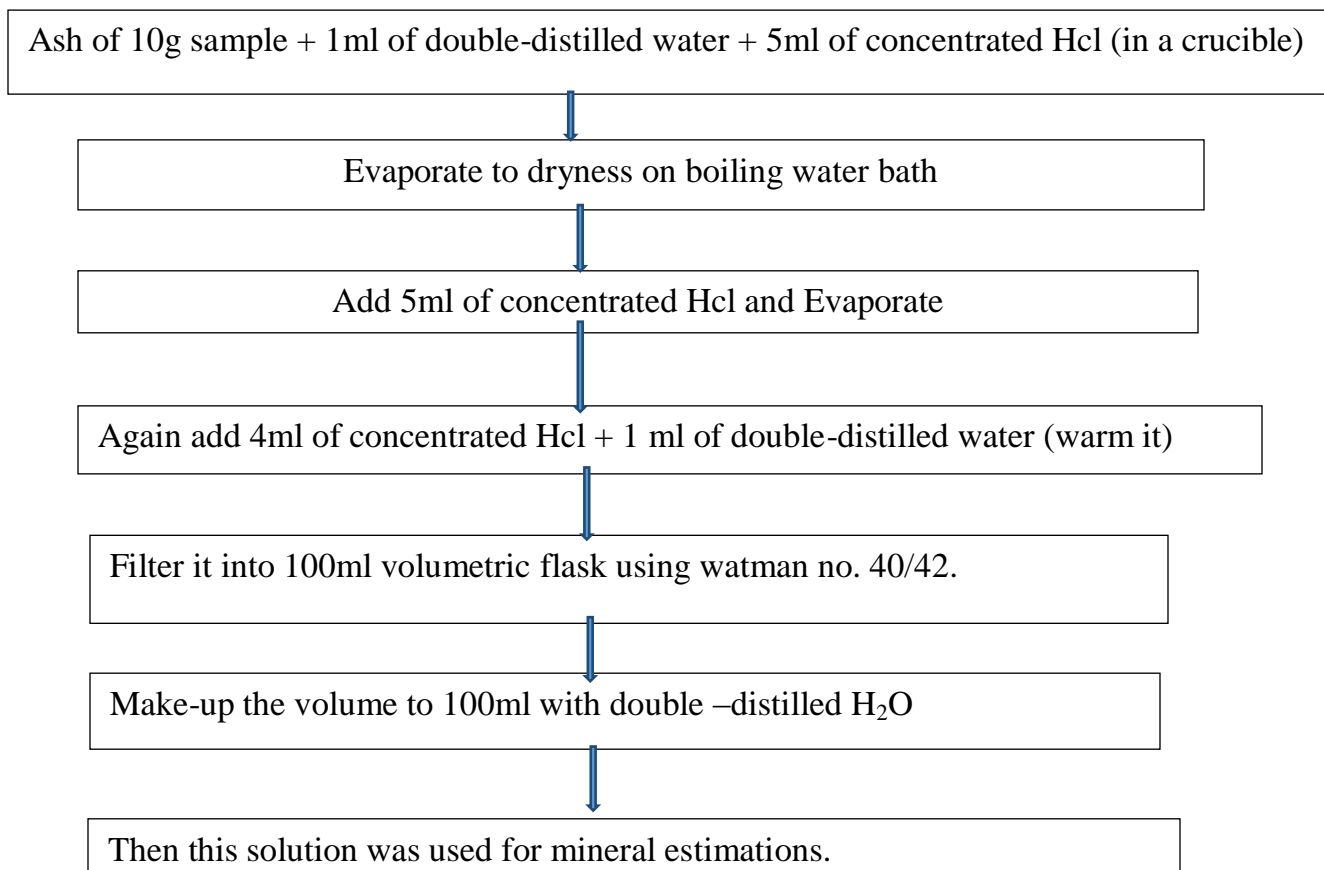 Ash of 10g sample + 1ml of double-distilled water + 5ml of concentrated Hcl (in a crucible)
Evaporate to dryness on boiling water bath
Add 5ml of concentrated Hcl and Evaporate
Again add 4ml of concentrated Hcl + 1 ml of double-distilled water (warm it)
Filter it into 100ml volumetric flask using watman no. 40/42.
Make-up the volume to 100ml with double –distilled H₂O
Then this solution was used for mineral estimations.